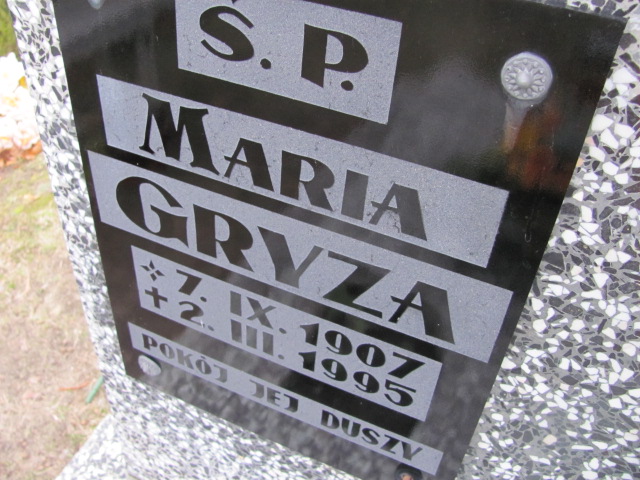 Ś. P.
MARIA
GRYZA
✲ 7. IX. 1907
+ 2. III. 1995
POKÓJ JEJ DUSZY